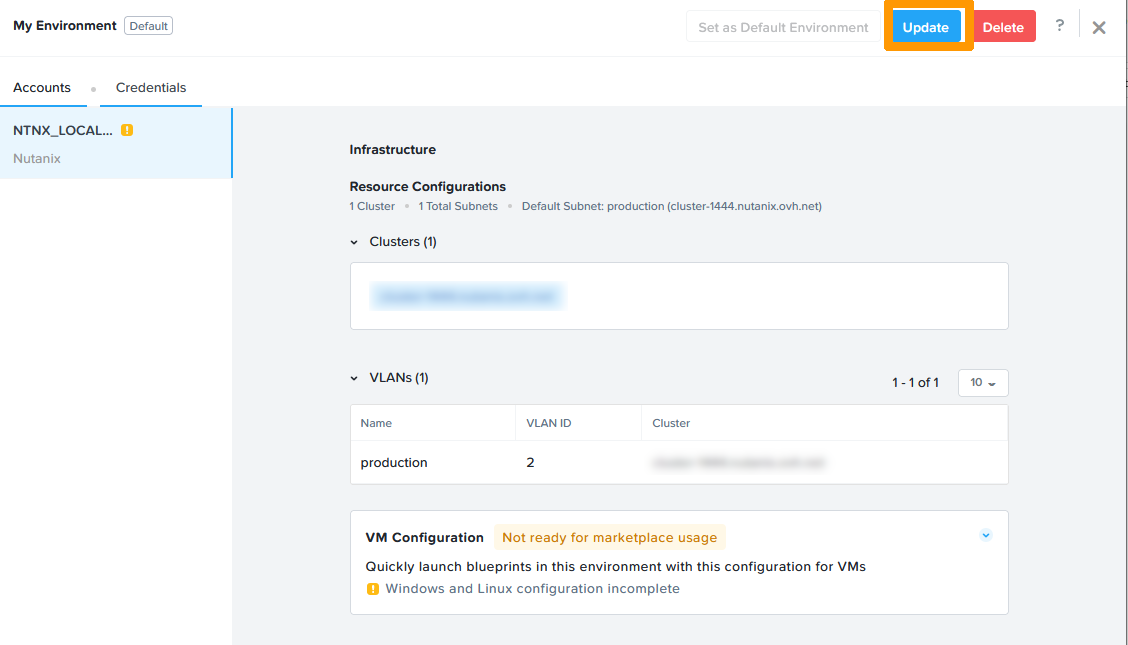 My Environment Default Set as Default Environment Update Delete ?
Accounts Credentials
NTNX_LOCAL...
Nutanix
Infrastructure
Resource Configurations
1 Cluster • 1 Total Subnets • Default Subnet: production (cluster-1444.nutanix.ovh.net)
Clusters (1)
VLANs (1) 1 - 1 of 1 10
Name VLAN ID Cluster
production 2
VM Configuration Not ready for marketplace usage
Quickly launch blueprints in this environment with this configuration for VMs
Windows and Linux configuration incomplete